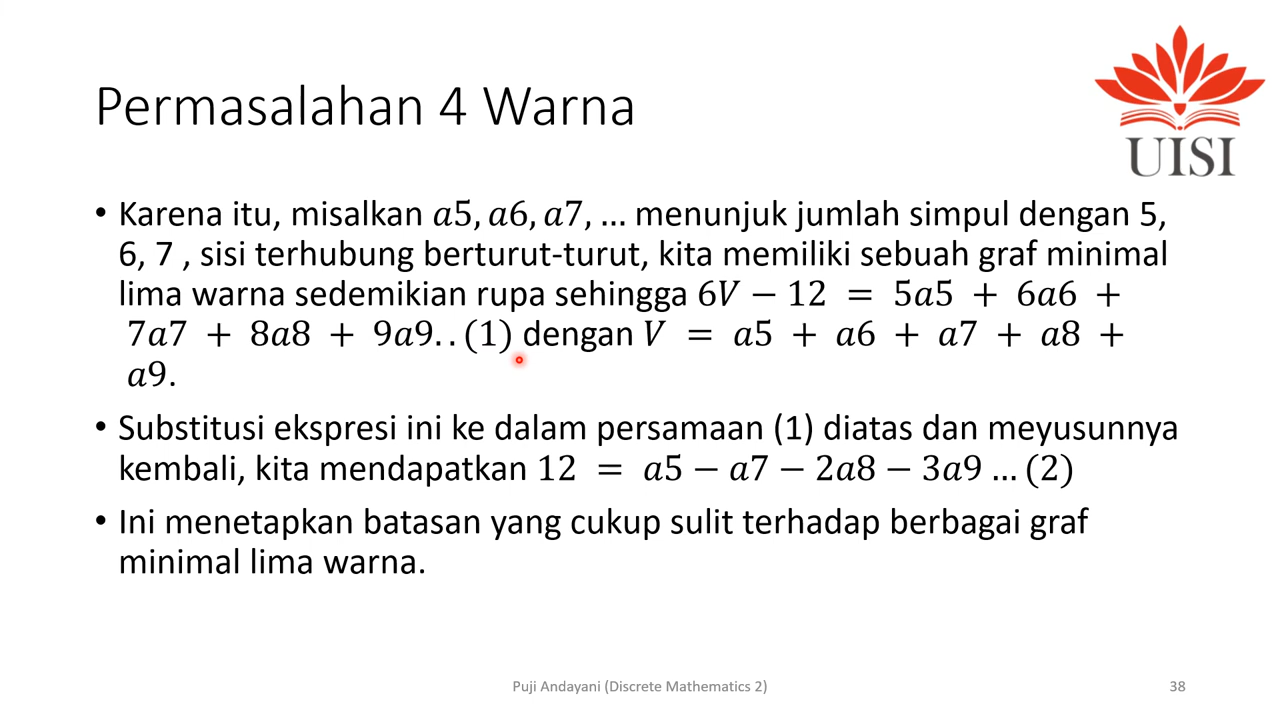 UISI
Permasalahan 4 Warna
• Karena itu, misalkan a5, a6, a7, … menunjuk jumlah simpul dengan 5,
6, 7 , sisi terhubung berturut-turut, kita memiliki sebuah graf minimal
lima warna sedemikian rupa sehingga 6V − 12 = 5a5 + 6a6 +
7a7 + 8a8 + 9a9. . (1) dengan V = a5 + a6 + a7 + a8 +
a9.
• Substitusi ekspresi ini ke dalam persamaan (1) diatas dan meyusunnya
kembali, kita mendapatkan 12 = a5 − a7 − 2a8 − 3a9 … (2)
• Ini menetapkan batasan yang cukup sulit terhadap berbagai graf
minimal lima warna.
Puji Andayani (Discrete Mathematics 2)
38